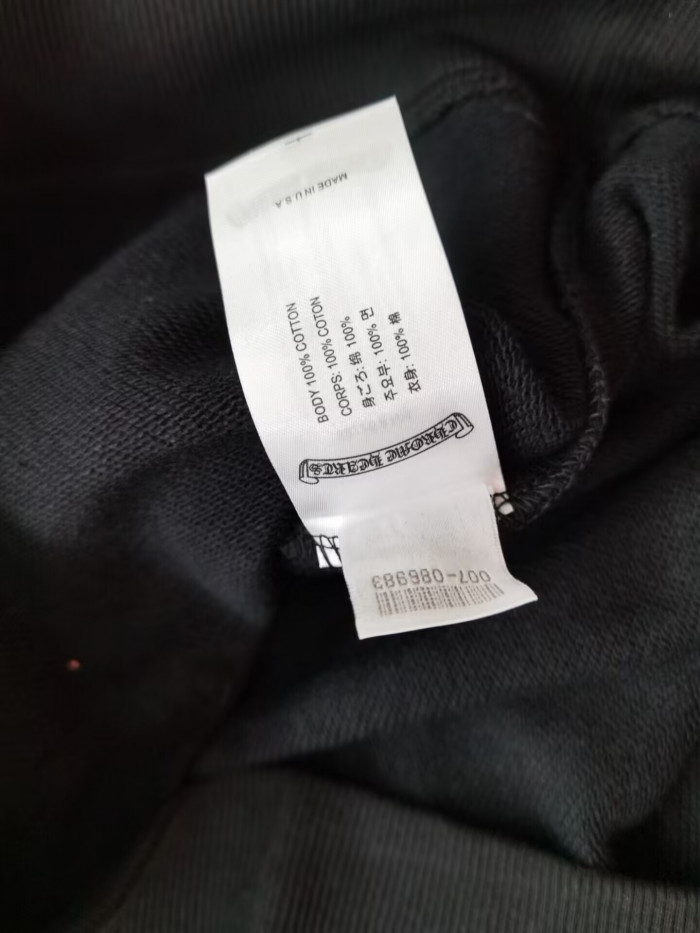 MADE IN U S A
BODY 100% COTTON
CORPS: 100% COTON
身ごろ: 绵 100%
주요부: 100% 면
衣身: 100% 棉
CHROME HEARTS
007-086983